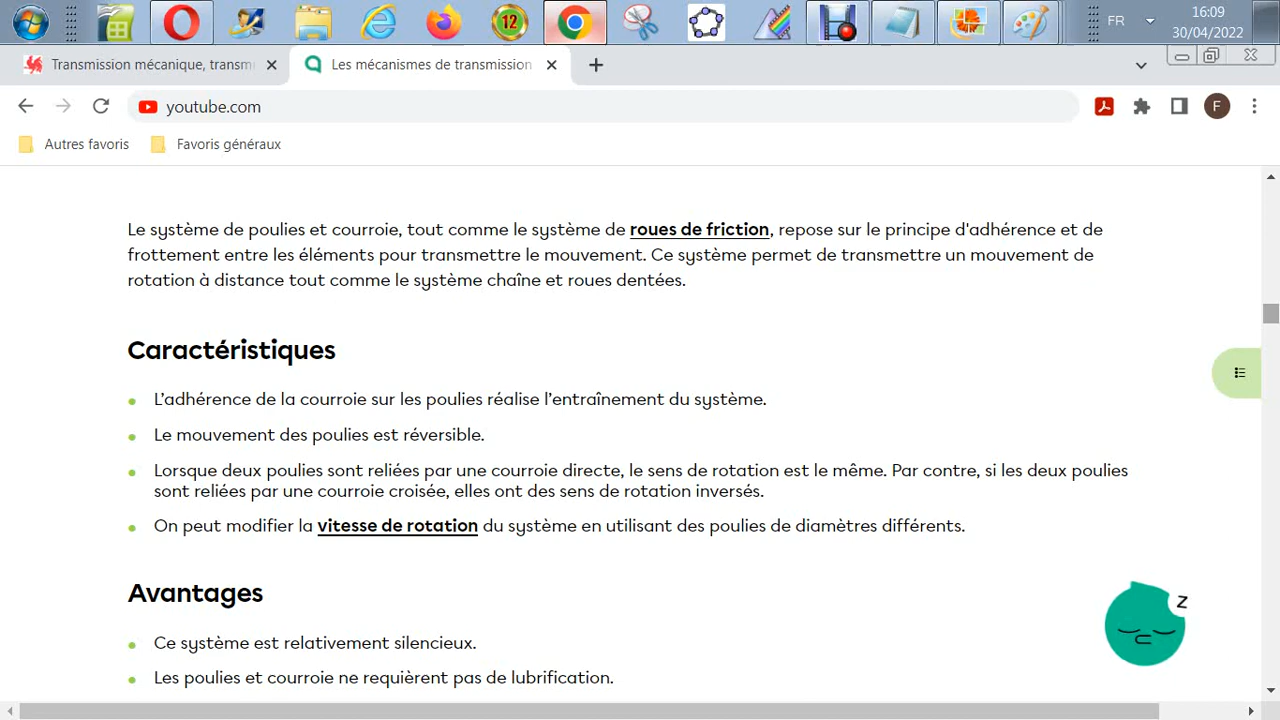 12
FR
16:09
30/04/2022
Transmission mécanique, transm
Les mécanismes de transmission
youtube.com
F
Autres favoris
Favoris généraux
Le système de poulies et courroie, tout comme le système de roues de friction, repose sur le principe d'adhérence et de
frottement entre les éléments pour transmettre le mouvement. Ce système permet de transmettre un mouvement de
rotation à distance tout comme le système chaîne et roues dentées.
Caractéristiques
L’adhérence de la courroie sur les poulies réalise l’entraînement du système.
Le mouvement des poulies est réversible.
Lorsque deux poulies sont reliées par une courroie directe, le sens de rotation est le même. Par contre, si les deux poulies
sont reliées par une courroie croisée, elles ont des sens de rotation inversés.
On peut modifier la vitesse de rotation du système en utilisant des poulies de diamètres différents.
Avantages
Z
Ce système est relativement silencieux.
Les poulies et courroie ne requièrent pas de lubrification.